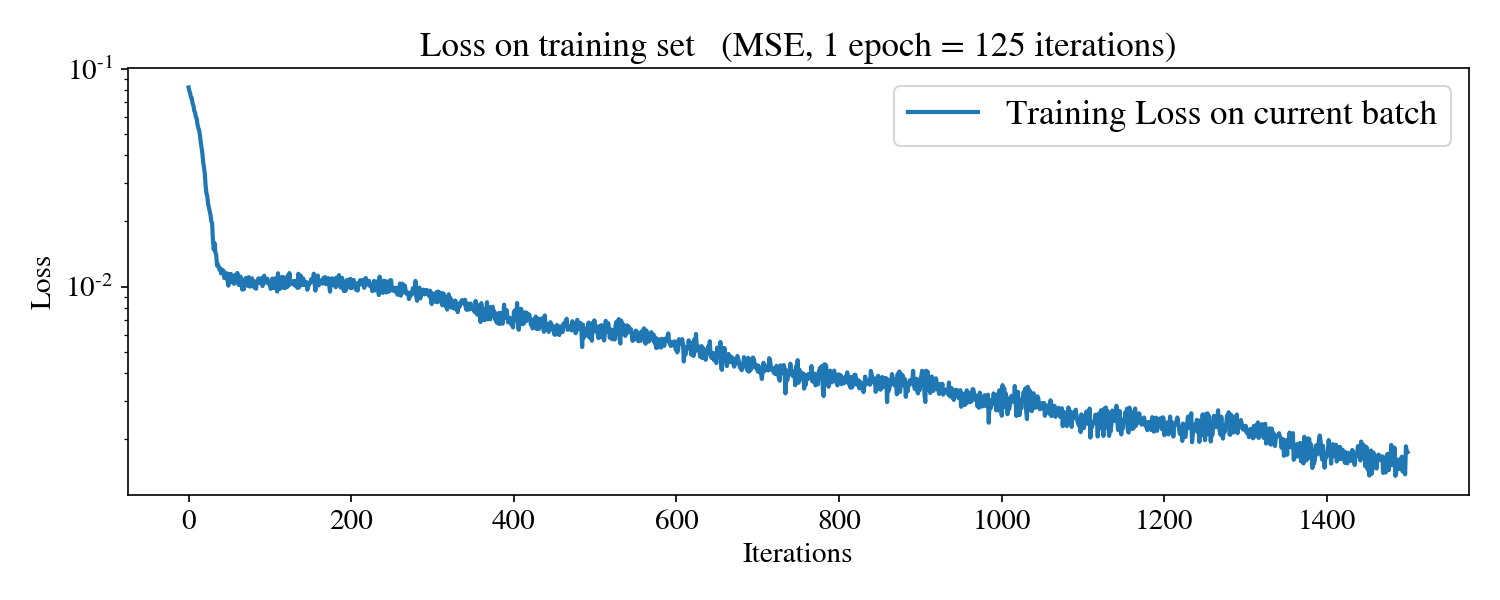 Loss on training set (MSE, 1 epoch = 125 iterations)
Training Loss on current batch
10⁻¹
10⁻²
Loss
0 200 400 600 800 1000 1200 1400
Iterations